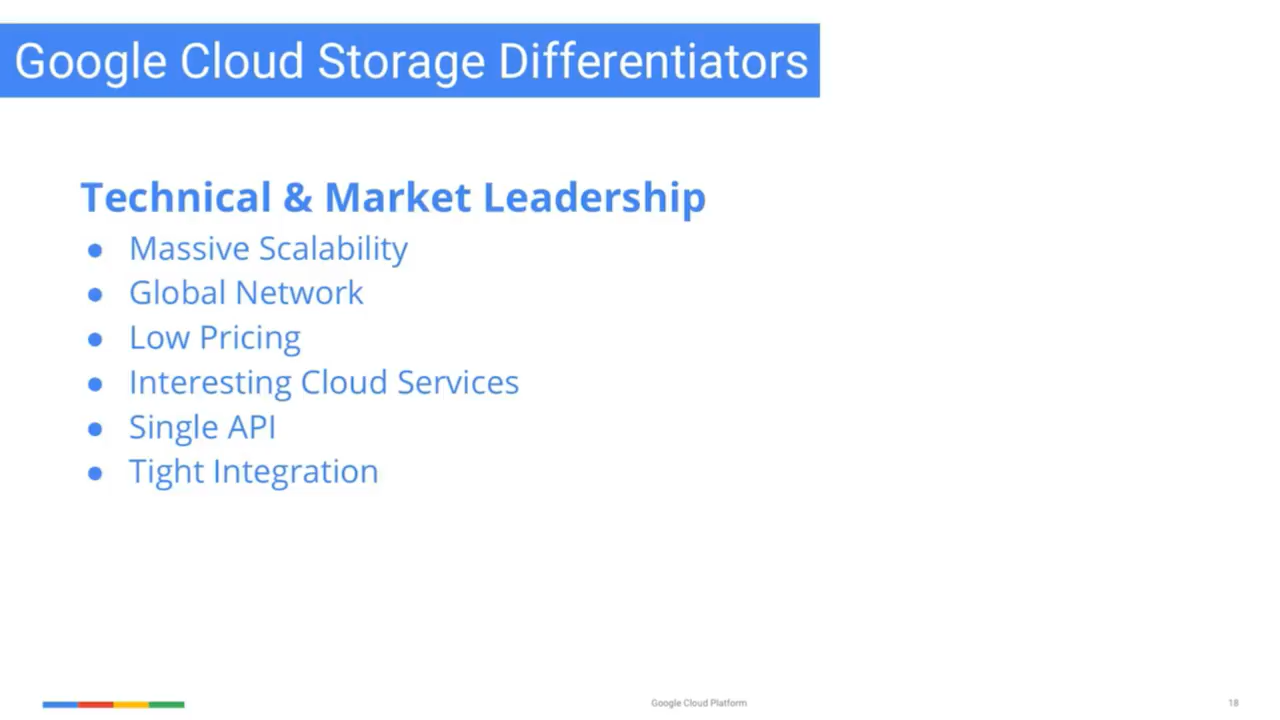 Google Cloud Storage Differentiators
Technical & Market Leadership
● Massive Scalability
● Global Network
● Low Pricing
● Interesting Cloud Services
● Single API
● Tight Integration
Google Cloud Platform
18